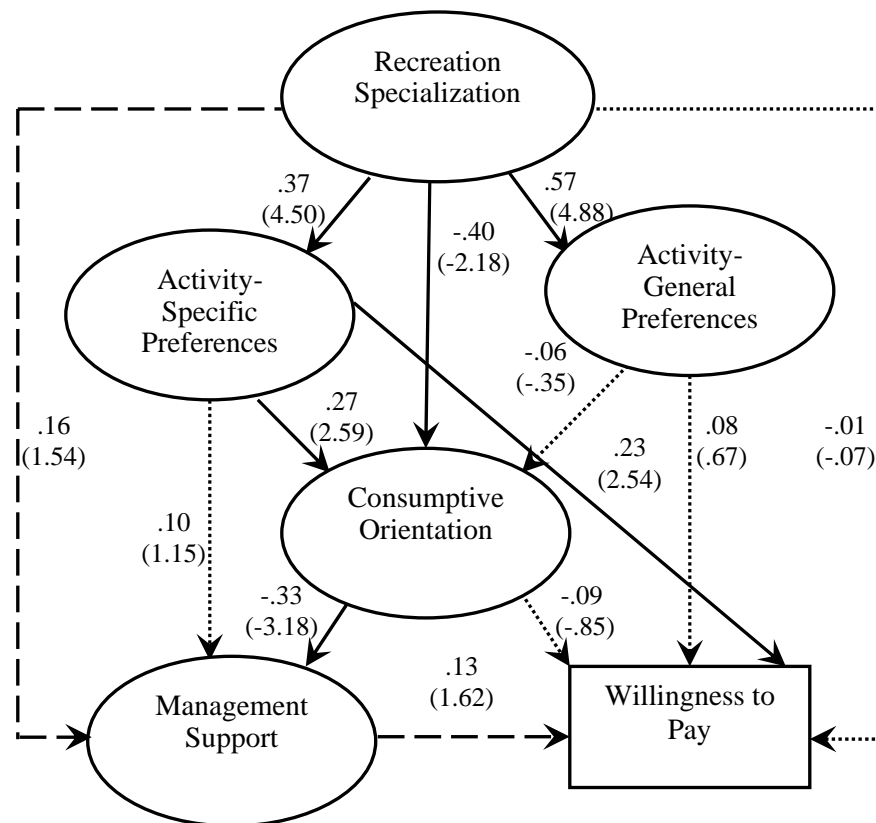 Recreation
Specialization
.37
(4.50)
.57
(4.88)
-.40
(-2.18)
Activity-
Specific
Preferences
Activity-
General
Preferences
-.06
(-.35)
.27
(2.59)
.16
(1.54)
.23
(2.54)
.08
(.67)
-.01
(-.07)
Consumptive
Orientation
.10
(1.15)
-.33
(-3.18)
-.09
(-.85)
.13
(1.62)
Management
Support
Willingness to
Pay